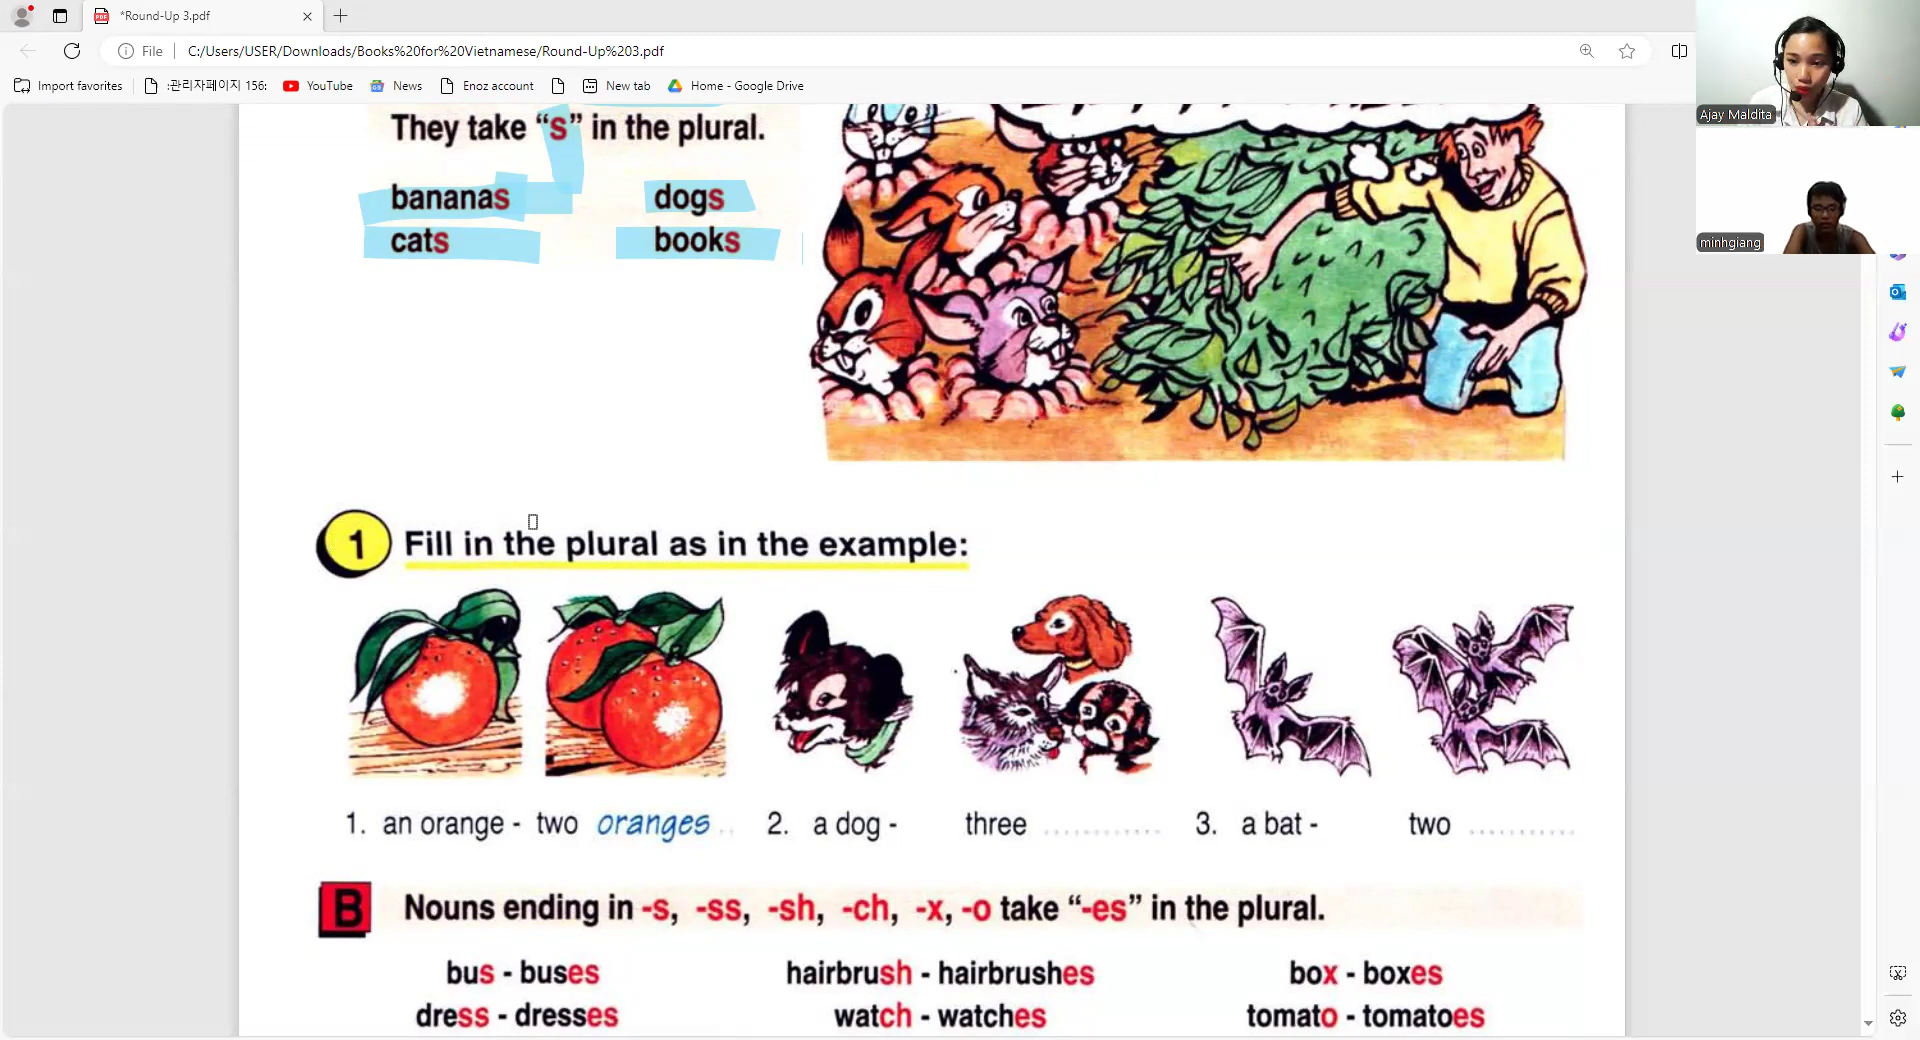 *Round-Up 3.pdf
File
C:/Users/USER/Downloads/Books%20for%20Vietnamese/Round-Up%203.pdf
Import favorites
:관리자페이지 156:
YouTube
News
Enoz account
New tab
Home - Google Drive
Ajay Maldita
minhgiang
They take “s” in the plural.
bananas dogs
cats books
1 Fill in the plural as in the example:
1. an orange - two oranges .. 2. a dog - three ............ 3. a bat - two ...........
B Nouns ending in -s, -ss, -sh, -ch, -x, -o take “-es” in the plural.
bus - buses hairbrush - hairbrushes box - boxes
dress - dresses watch - watches tomato - tomatoes